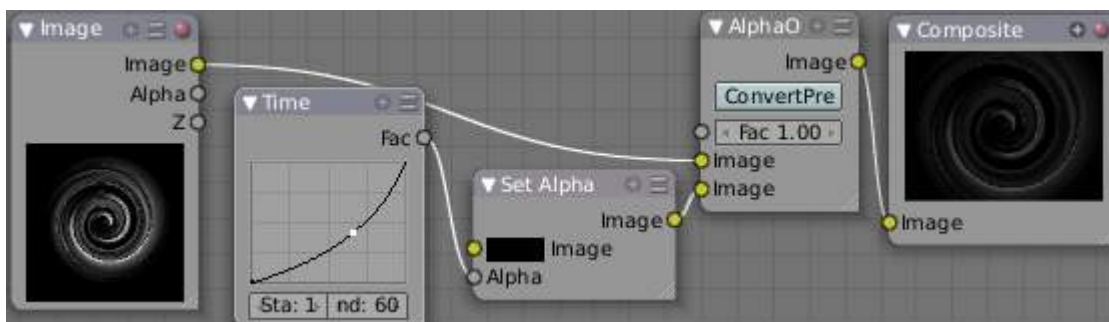 Image
Image
Alpha
Z
Time
Fac
Sta: 1
nd: 60
Set Alpha
Image
Image
Alpha
AlphaO
Image
ConvertPre
Fac 1.00
Image
Image
Composite
Image